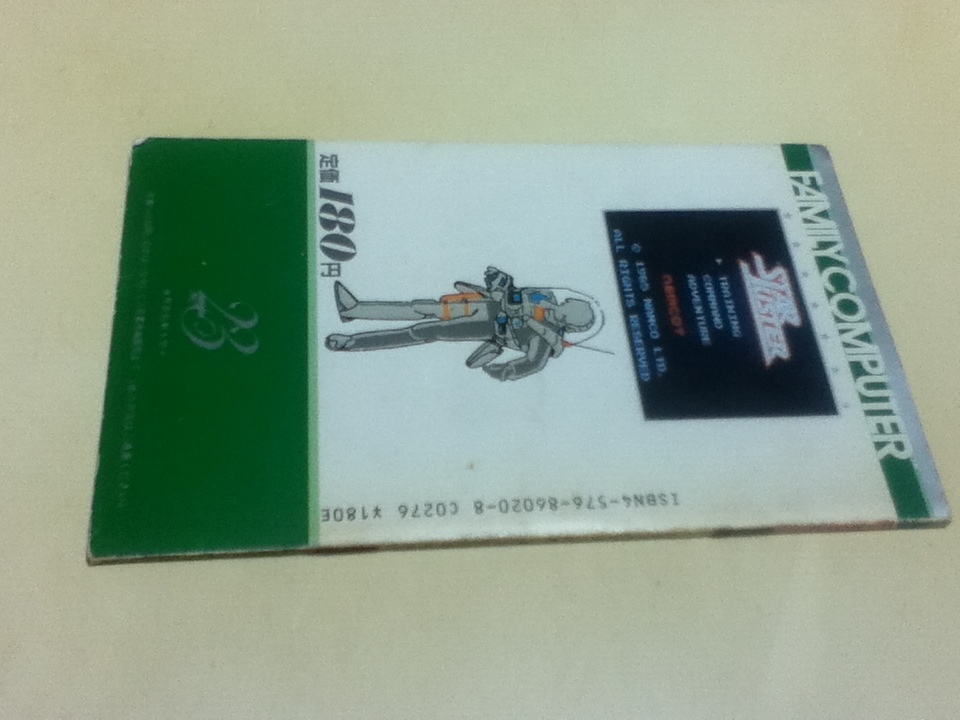 FAMILY COMPUTER
STAR LUSTER
▸ TRAINING
COMMAND
ADVENTURE
namcot
© 1985 NAMCO LTD.
ALL RIGHTS RESERVED
定価180円
ISBN4-576-86020-8 C0276 ¥180E